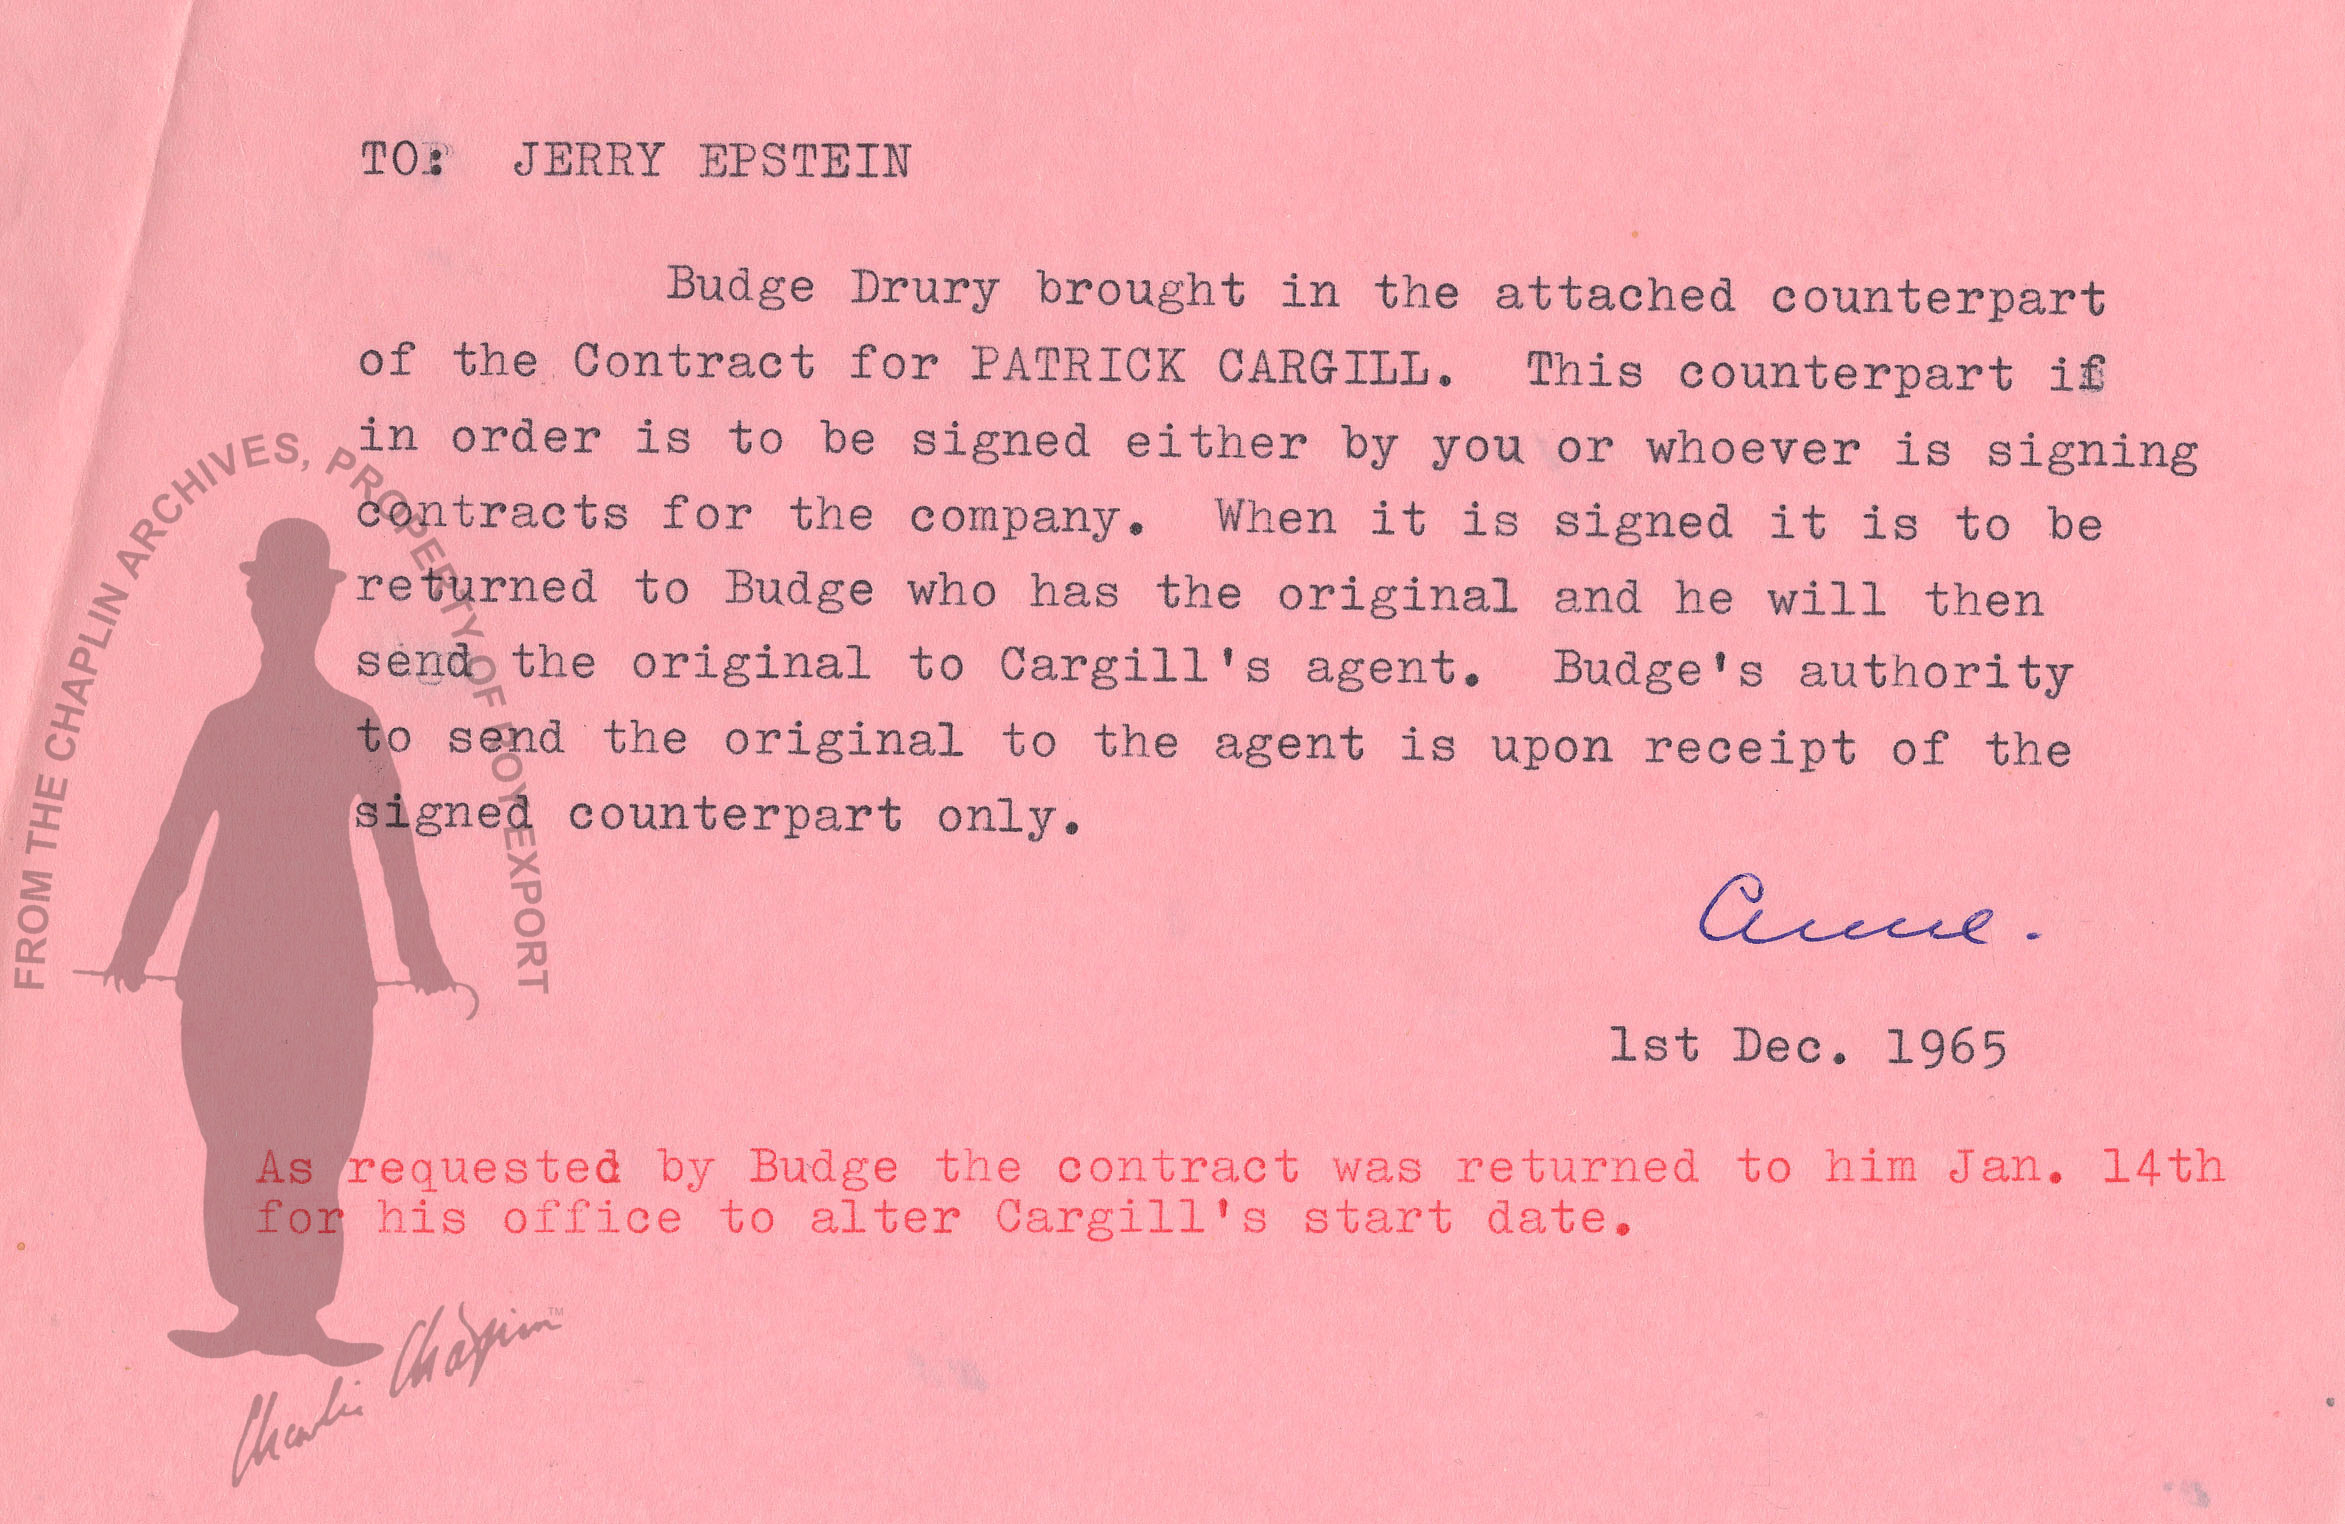 TO: JERRY EPSTEIN
Budge Drury brought in the attached counterpart
of the Contract for PATRICK CARGILL. This counterpart if
in order is to be signed either by you or whoever is signing
contracts for the company. When it is signed it is to be
returned to Budge who has the original and he will then
send the original to Cargill's agent. Budge's authority
to send the original to the agent is upon receipt of the
signed counterpart only.
Anne.
1st Dec. 1965
As requested by Budge the contract was returned to him Jan. 14th
for his office to alter Cargill's start date.
FROM THE CHAPLIN ARCHIVES, PROPERTY OF ROY EXPORT
Charlie Chaplin™